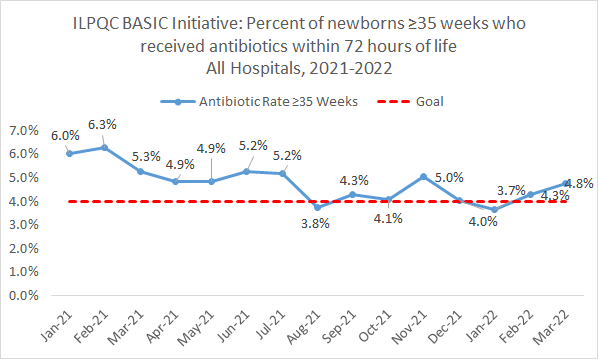 ILPQC BASIC Initiative: Percent of newborns ≥35 weeks who
received antibiotics within 72 hours of life
All Hospitals, 2021-2022
Antibiotic Rate ≥35 Weeks Goal
7.0%
6.0%
5.0%
4.0%
3.0%
2.0%
1.0%
0.0%
6.0%
6.3%
5.3%
4.9%
4.9%
5.2%
5.2%
3.8%
4.3%
4.1%
5.0%
4.0%
3.7%
4.3%
4.8%
Jan-21
Feb-21
Mar-21
Apr-21
May-21
Jun-21
Jul-21
Aug-21
Sep-21
Oct-21
Nov-21
Dec-21
Jan-22
Feb-22
Mar-22